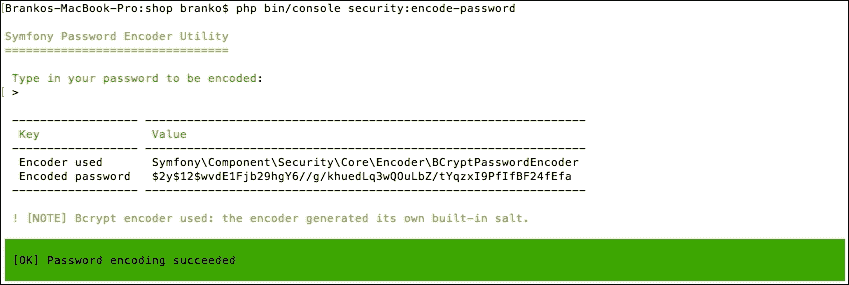 [Brankos-MacBook-Pro:shop branko$ php bin/console security:encode-password
Symfony Password Encoder Utility
================================
Type in your password to be encoded:
[ >
------------------ ---------------------------------------------------------------
Key Value
------------------ ---------------------------------------------------------------
Encoder used Symfony\Component\Security\Core\Encoder\BCryptPasswordEncoder
Encoded password $2y$12$wvdE1Fjb29hgY6//g/khuedLq3wQOuLbZ/tYqzxI9PfIfBF24fEfa
------------------ ---------------------------------------------------------------
! [NOTE] Bcrypt encoder used: the encoder generated its own built-in salt.
[OK] Password encoding succeeded